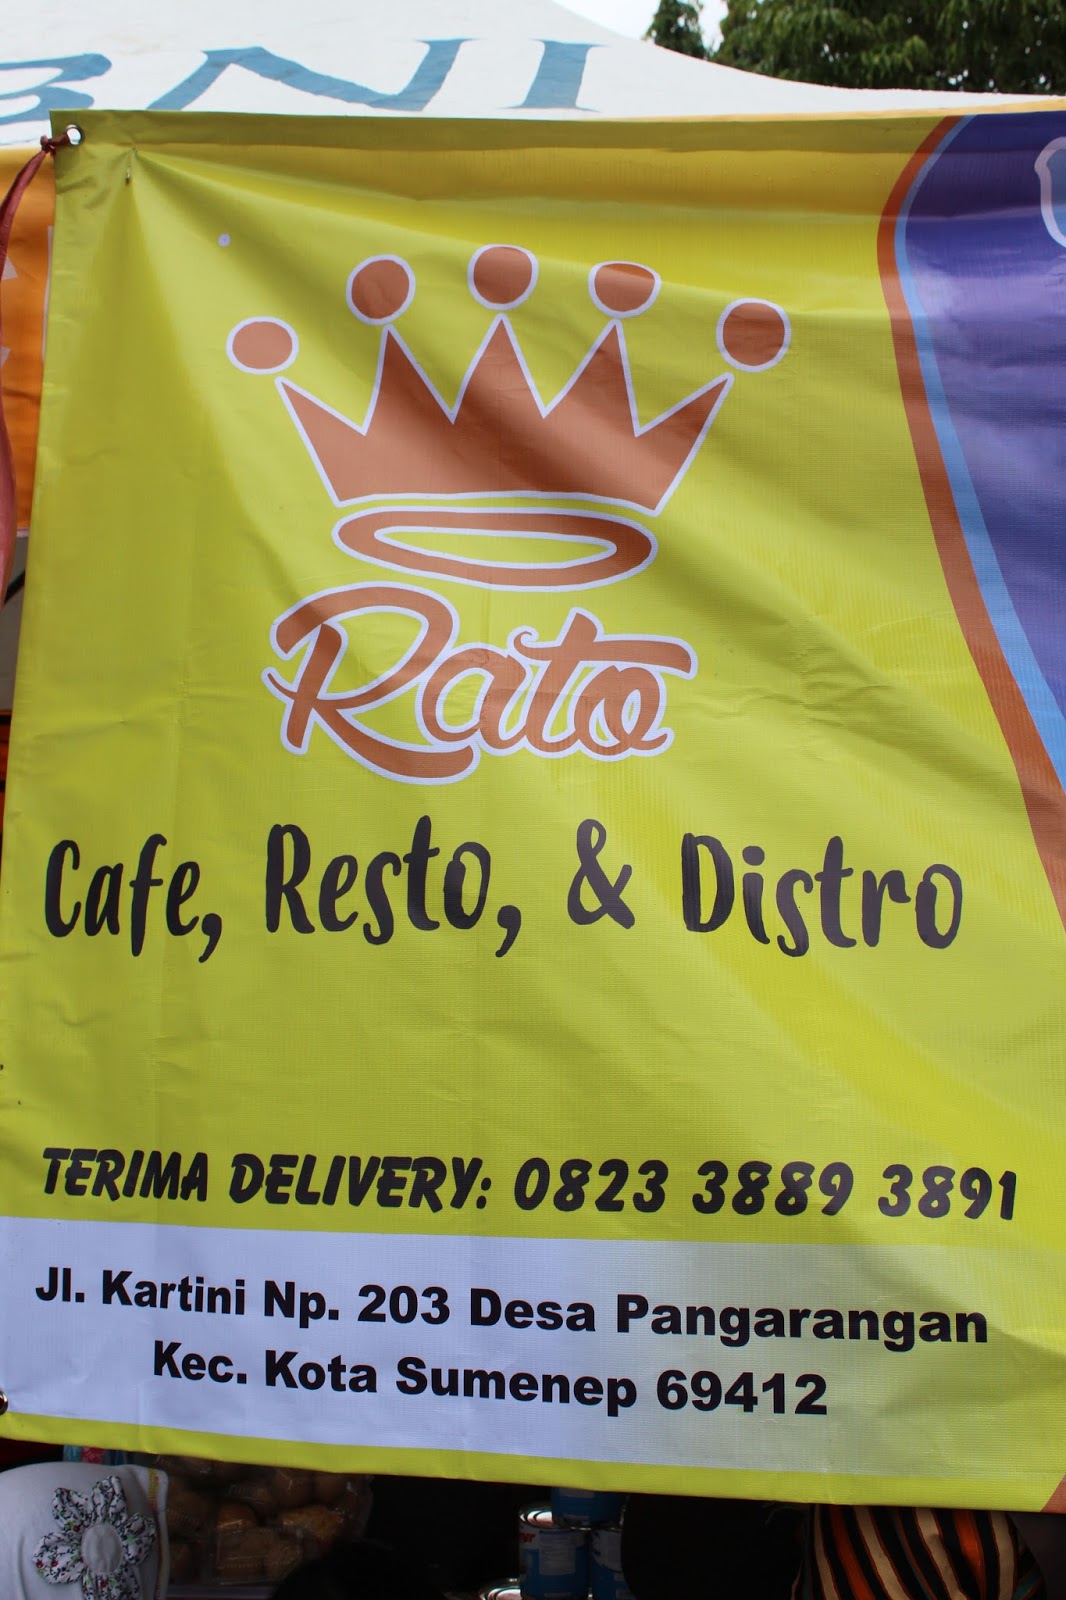 BNI
Rato
Cafe, Resto, & Distro
TERIMA DELIVERY: 0823 3889 3891
Jl. Kartini Np. 203 Desa Pangarangan
Kec. Kota Sumenep 69412